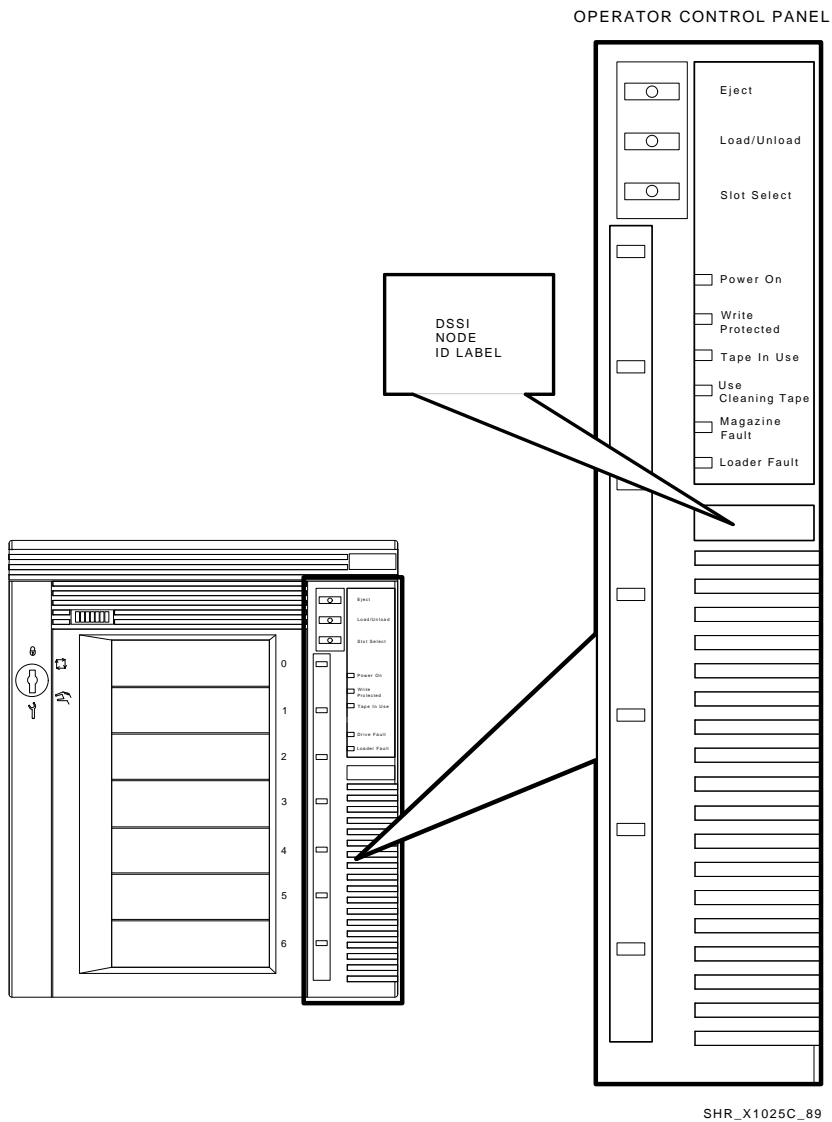 OPERATOR CONTROL PANEL
Eject
Load/Unload
Slot Select
Power On
Write
Protected
Tape In Use
Use
Cleaning Tape
Magazine
Fault
Loader Fault
DSSI
NODE
ID LABEL
Eject
Load/Unload
Slot Select
0
Power On
Write
Protected
1
Tape In Use
Drive Fault
Loader Fault
2
3
4
5
6
SHR_X1025C_89